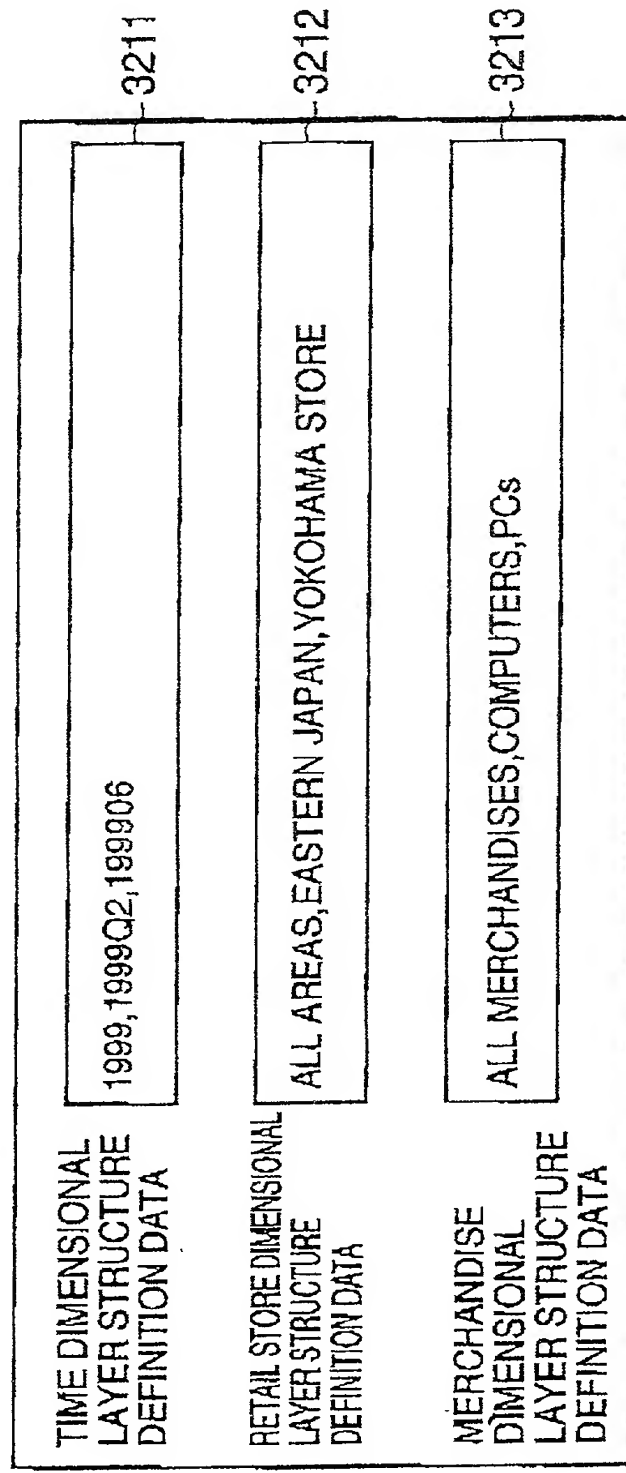 TIME DIMENSIONAL
LAYER STRUCTURE
DEFINITION DATA
1999,1999Q2,199906
3211
RETAIL STORE DIMENSIONAL
LAYER STRUCTURE
DEFINITION DATA
ALL AREAS,EASTERN JAPAN,YOKOHAMA STORE
3212
MERCHANDISE
DIMENSIONAL
LAYER STRUCTURE
DEFINITION DATA
ALL MERCHANDISES,COMPUTERS,PCs
3213